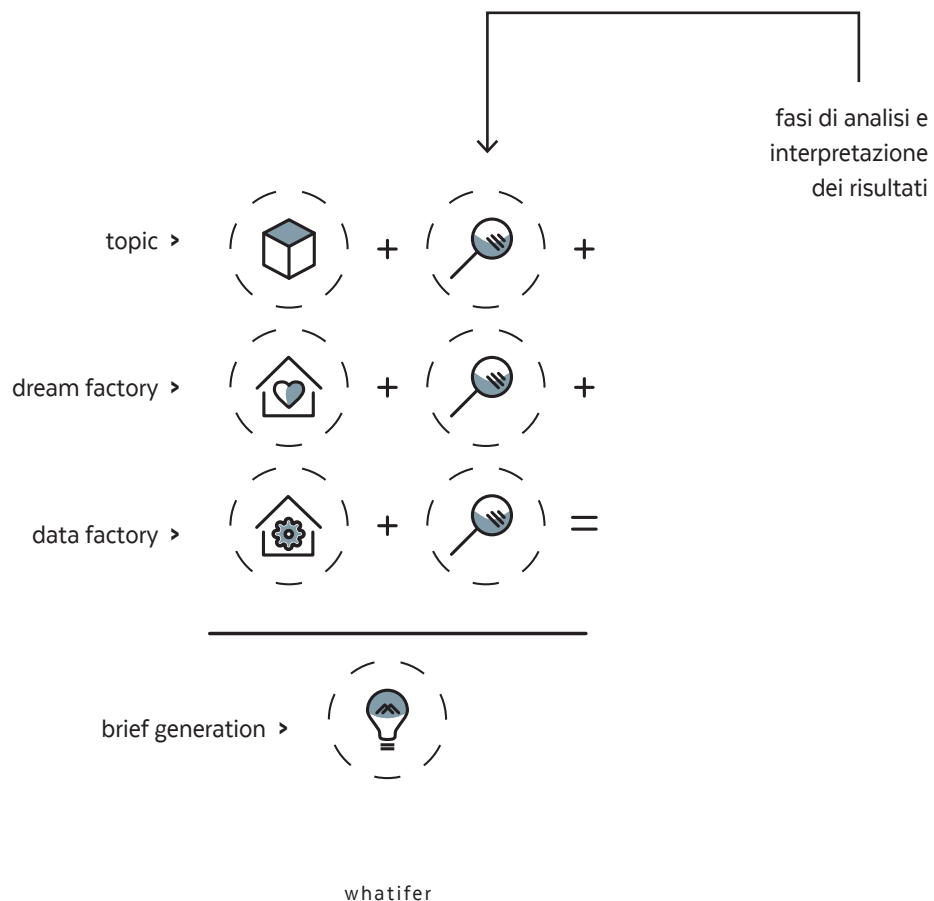 fasi di analisi e
interpretazione
dei risultati
topic >
+
+
dream factory >
+
+
data factory >
+
=
brief generation >
whatifer